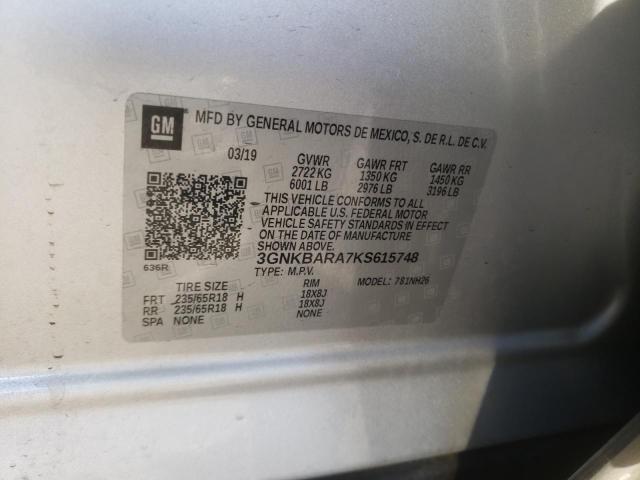 GM
MFD BY GENERAL MOTORS DE MEXICO, S. DE R.L. DE C.V.
03/19 GVWR GAWR FRT GAWR RR
2722 KG 1350 KG 1450 KG
6001 LB 2976 LB 3196 LB
THIS VEHICLE CONFORMS TO ALL
APPLICABLE U.S. FEDERAL MOTOR
VEHICLE SAFETY STANDARDS IN EFFECT
ON THE DATE OF MANUFACTURE
SHOWN ABOVE.
636R 3GNKBARA7KS615748
TYPE: M.P.V. MODEL: 781NH26
TIRE SIZE RIM
FRT 235/65R18 H 18X8J
RR 235/65R18 H 18X8J
SPA NONE NONE